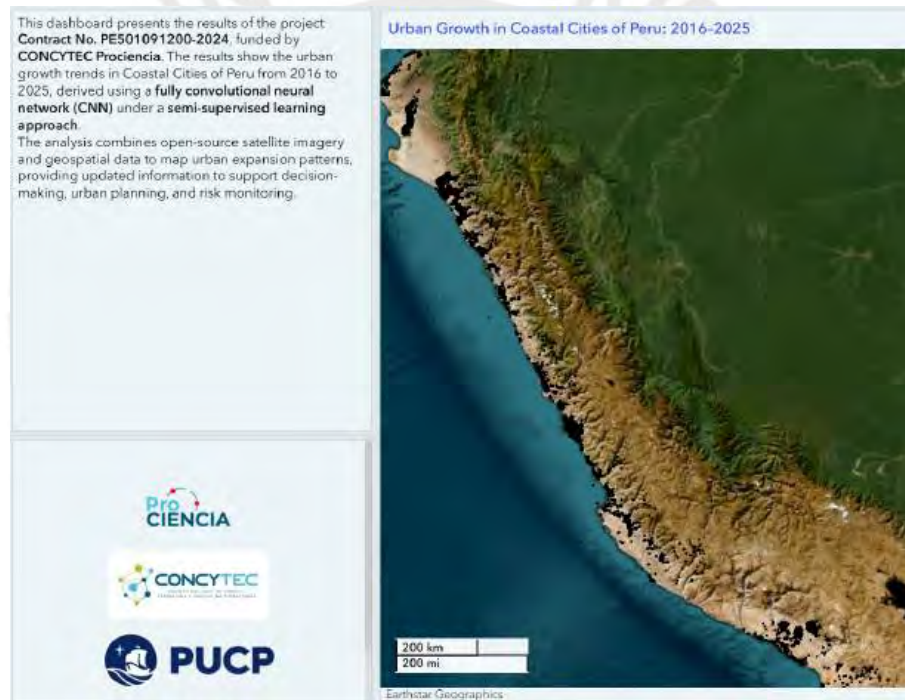 This dashboard presents the results of the project
Contract No. PE501091200-2024, funded by
CONCYTEC Prociencia. The results show the urban
growth trends in Coastal Cities of Peru from 2016 to
2025, derived using a fully convolutional neural
network (CNN) under a semi-supervised learning
approach.
The analysis combines open-source satellite imagery
and geospatial data to map urban expansion patterns,
providing updated information to support decision-
making, urban planning, and risk monitoring.
Pro
CIENCIA
CONCYTEC
PUCP
Urban Growth in Coastal Cities of Peru: 2016-2025
200 km
200 mi
Earthstar Geographics